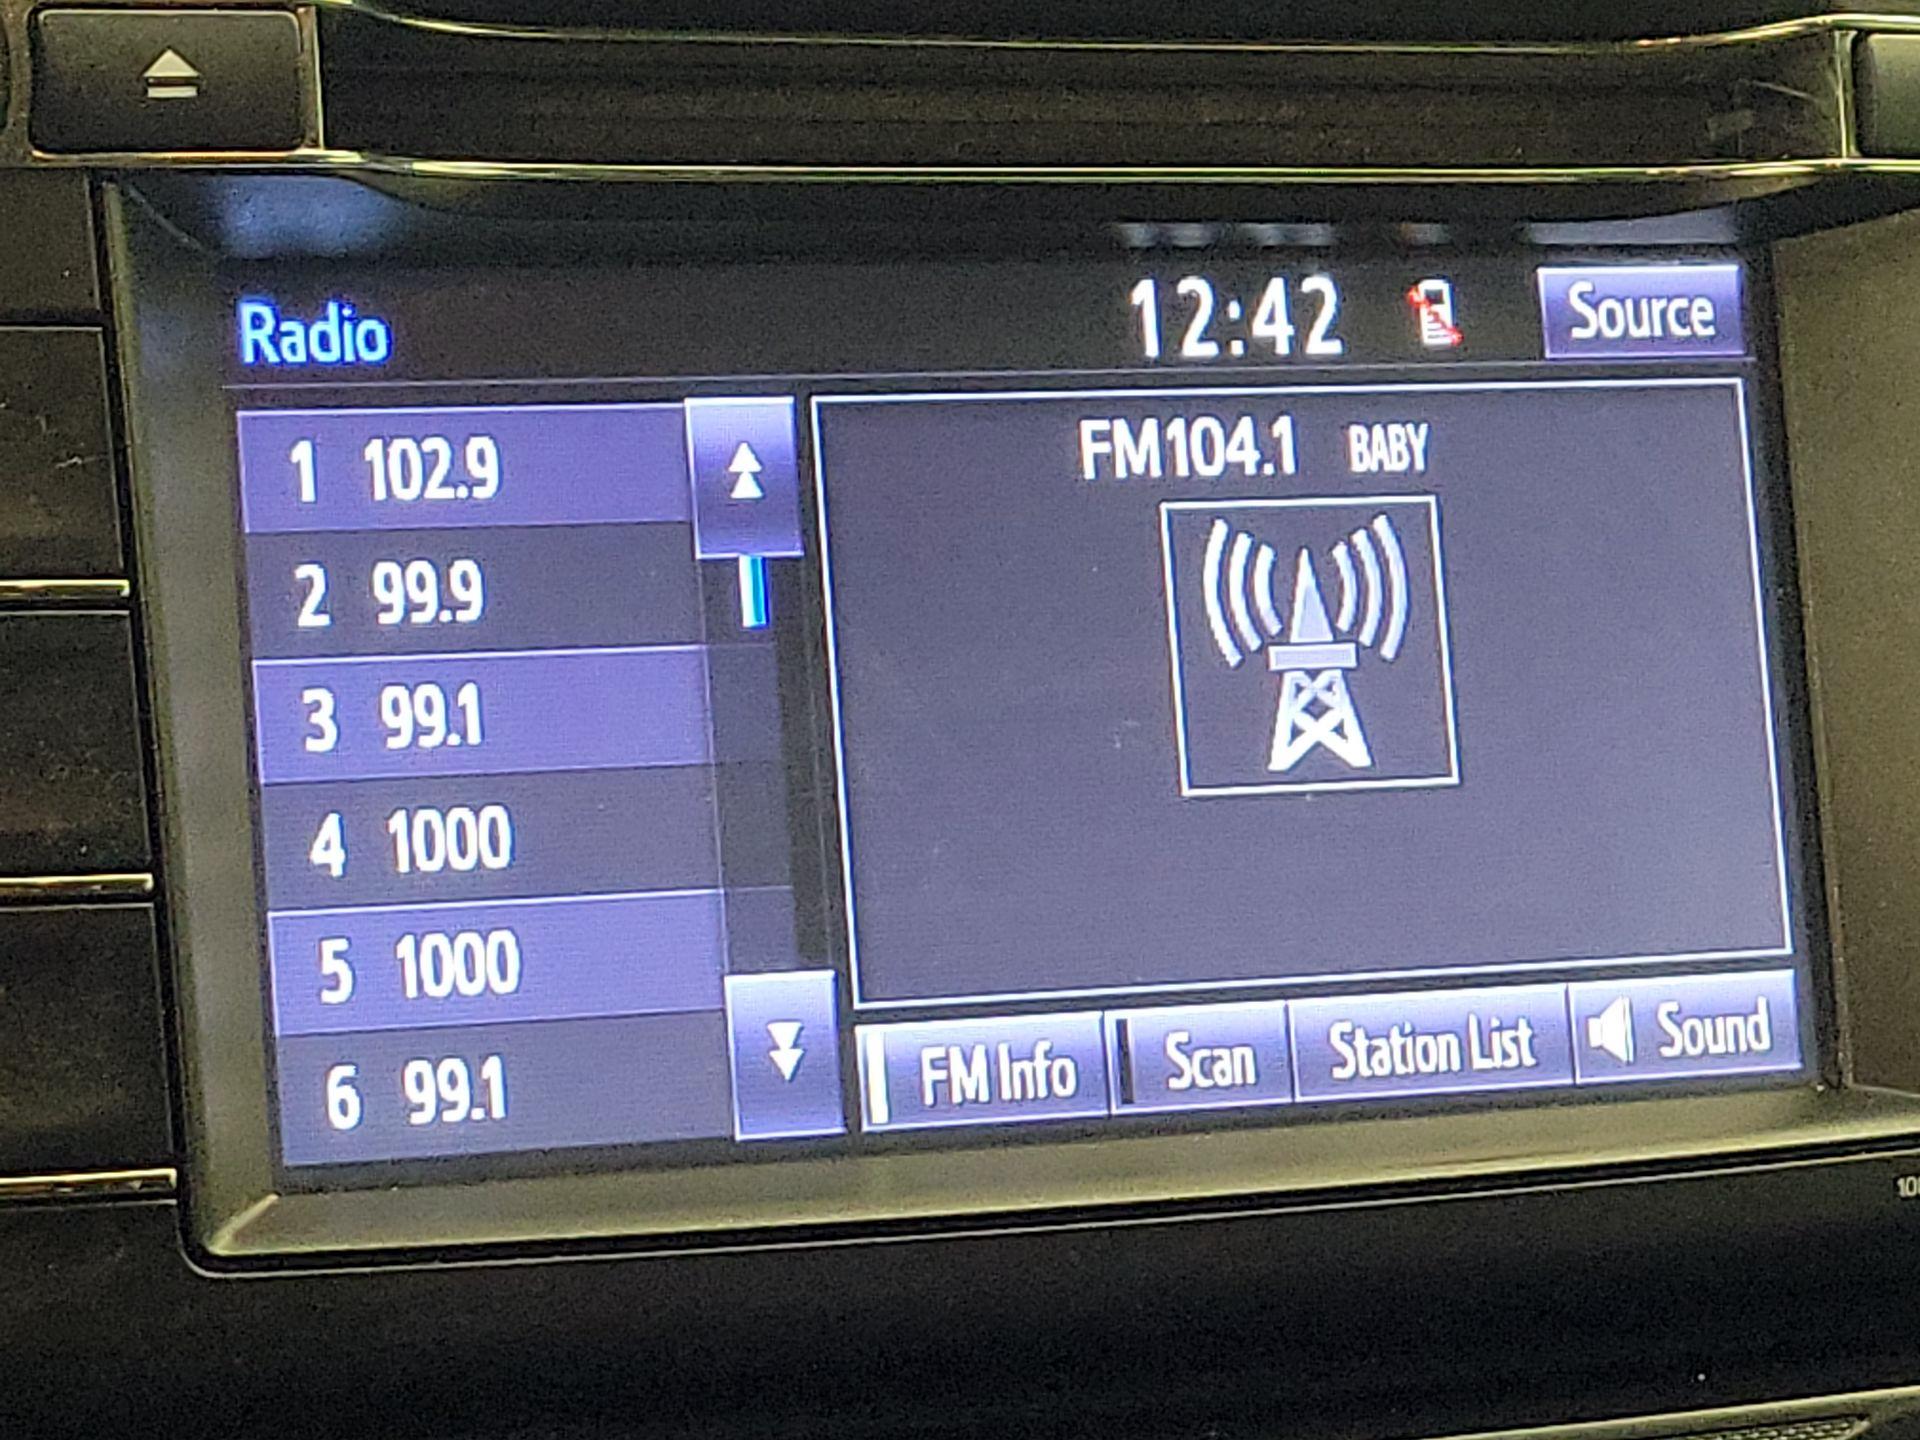 Radio
12:42
Source
1 102.9
2 99.9
3 99.1
4 1000
5 1000
6 99.1
FM104.1 BABY
FM Info
Scan
Station List
Sound